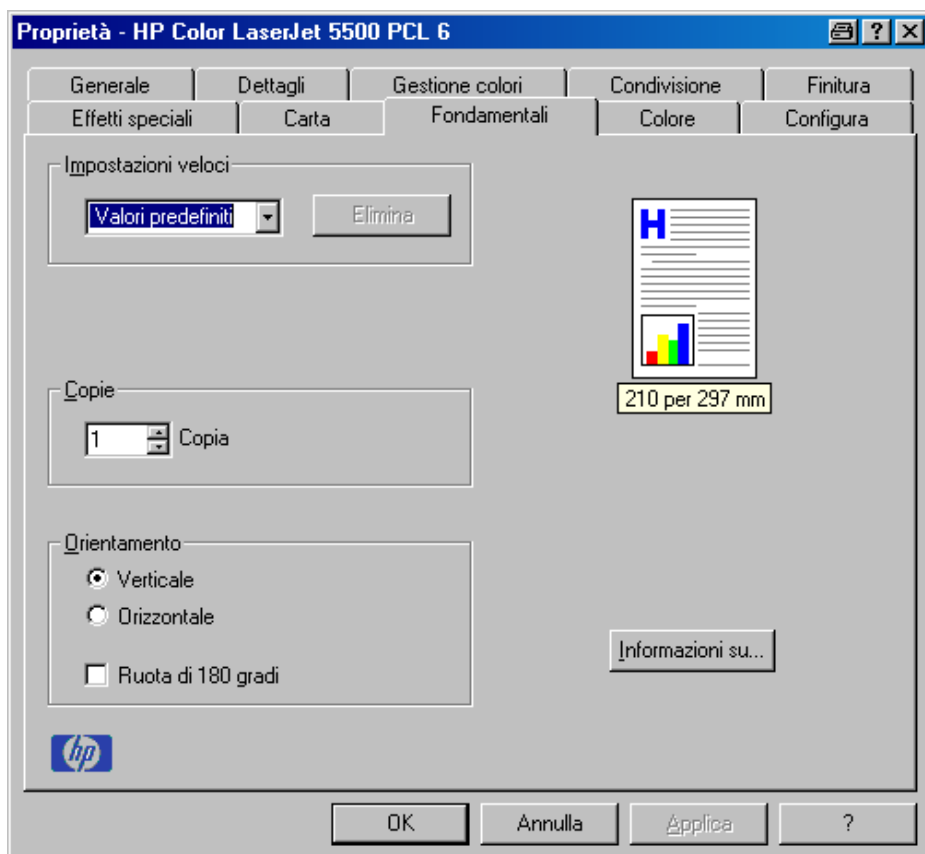 Proprietà - HP Color LaserJet 5500 PCL 6
?
Generale Dettagli Gestione colori Condivisione Finitura
Effetti speciali Carta Fondamentali Colore Configura
Impostazioni veloci
Valori predefiniti Elimina
H
210 per 297 mm
Copie
1 Copia
Orientamento
Verticale
Orizzontale
Informazioni su...
Ruota di 180 gradi
hp
OK Annulla Applica ?